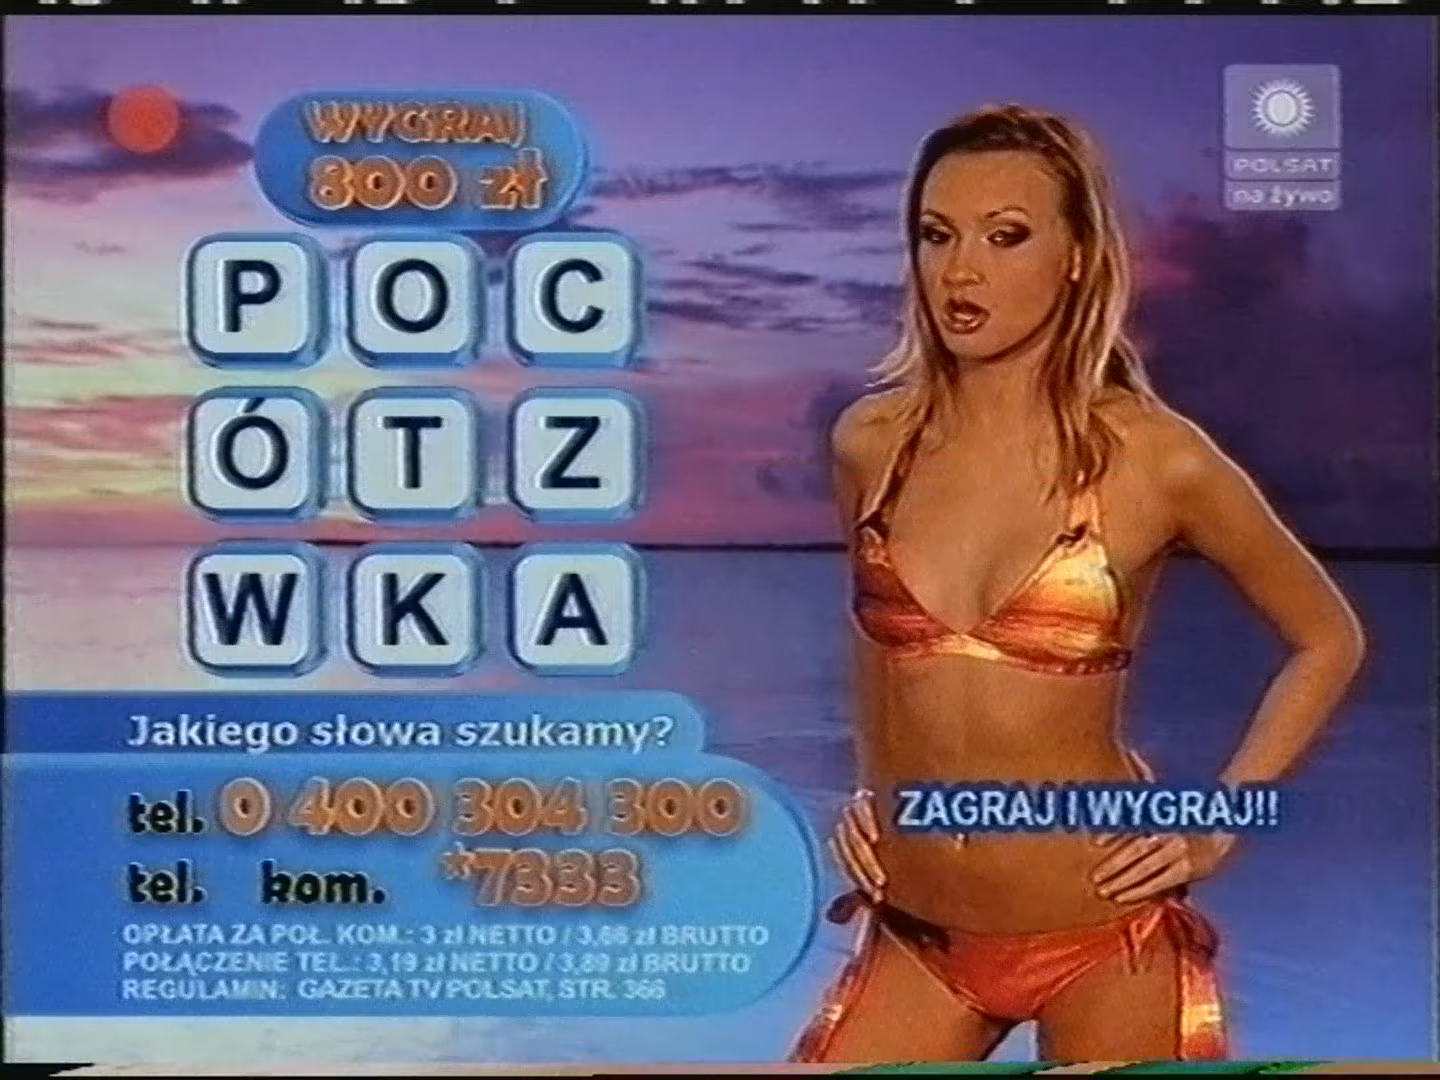 WYGRAJ
800 zł
P O C
Ó T Z
W K A
Jakiego słowa szukamy?
tel. 0 400 304 300
tel. kom. *7333
OPŁATA ZA POŁ. KOM.: 3 zł NETTO / 3,66 zł BRUTTO
POŁĄCZENIE TEL.: 3,19 zł NETTO / 3,89 zł BRUTTO
REGULAMIN: GAZETA TV POLSAT, STR. 366
POLSAT
na żywo
ZAGRAJ I WYGRAJ!!